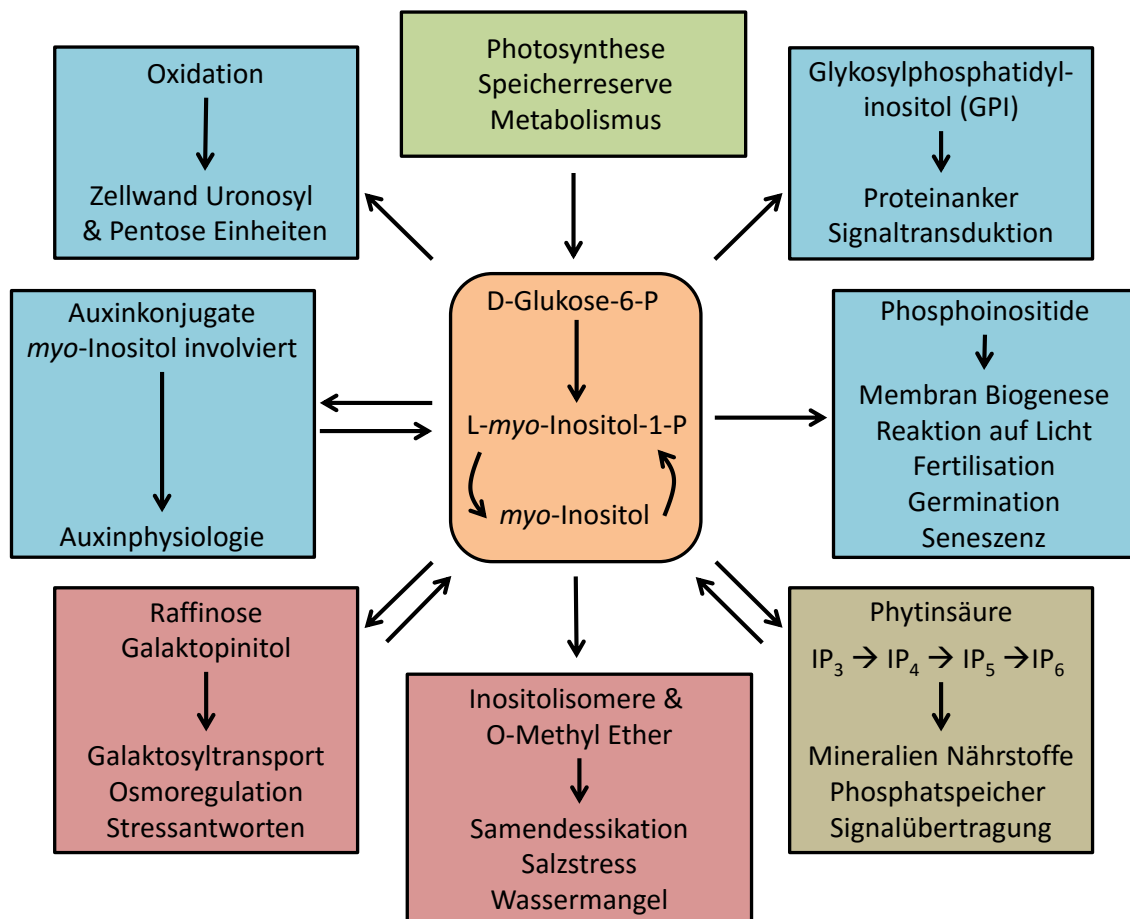 Oxidation
Zellwand Uronosyl
& Pentose Einheiten
Photosynthese
Speicherreserve
Metabolismus
Glykosylphosphatidyl-
inositol (GPI)
Proteinanker
Signaltransduktion
Auxinkonjugate
myo-Inositol involviert
Auxinphysiologie
D-Glukose-6-P
L-myo-Inositol-1-P
myo-Inositol
Phosphoinositide
Membran Biogenese
Reaktion auf Licht
Fertilisation
Germination
Seneszenz
Raffinose
Galaktopinitol
Galaktosyltransport
Osmoregulation
Stressantworten
Inositolisomere &
O-Methyl Ether
Samendessikation
Salzstress
Wassermangel
Phytinsäure
IP3 → IP4 → IP5 →IP6
Mineralien Nährstoffe
Phosphatspeicher
Signalübertragung